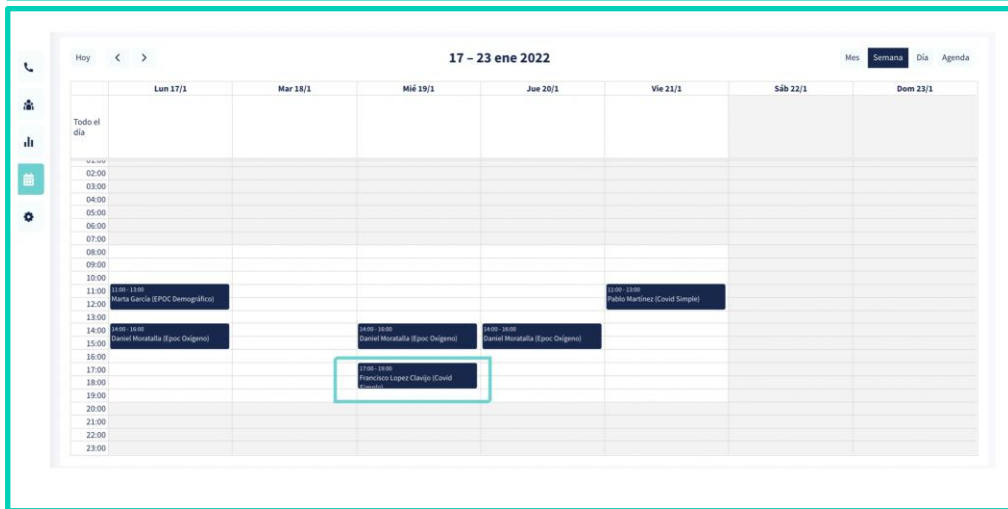 Hoy
17 – 23 ene 2022
Mes Semana Día Agenda
Lun 17/1 Mar 18/1 Mié 19/1 Jue 20/1 Vie 21/1 Sáb 22/1 Dom 23/1
Todo el
día
02:00
03:00
04:00
05:00
06:00
07:00
08:00
09:00
10:00
11:00 11:00 - 13:00 11:00 - 13:00
12:00 Marta García (EPOC Demográfico) Pablo Martínez (Covid Simple)
13:00
14:00 14:00 - 16:00 14:00 - 16:00 14:00 - 16:00
15:00 Daniel Moratalla (Epoc Oxígeno) Daniel Moratalla (Epoc Oxígeno) Daniel Moratalla (Epoc Oxígeno)
16:00
17:00 17:00 - 19:00
18:00 Francisco Lopez Clavijo (Covid
19:00
20:00
21:00
22:00
23:00